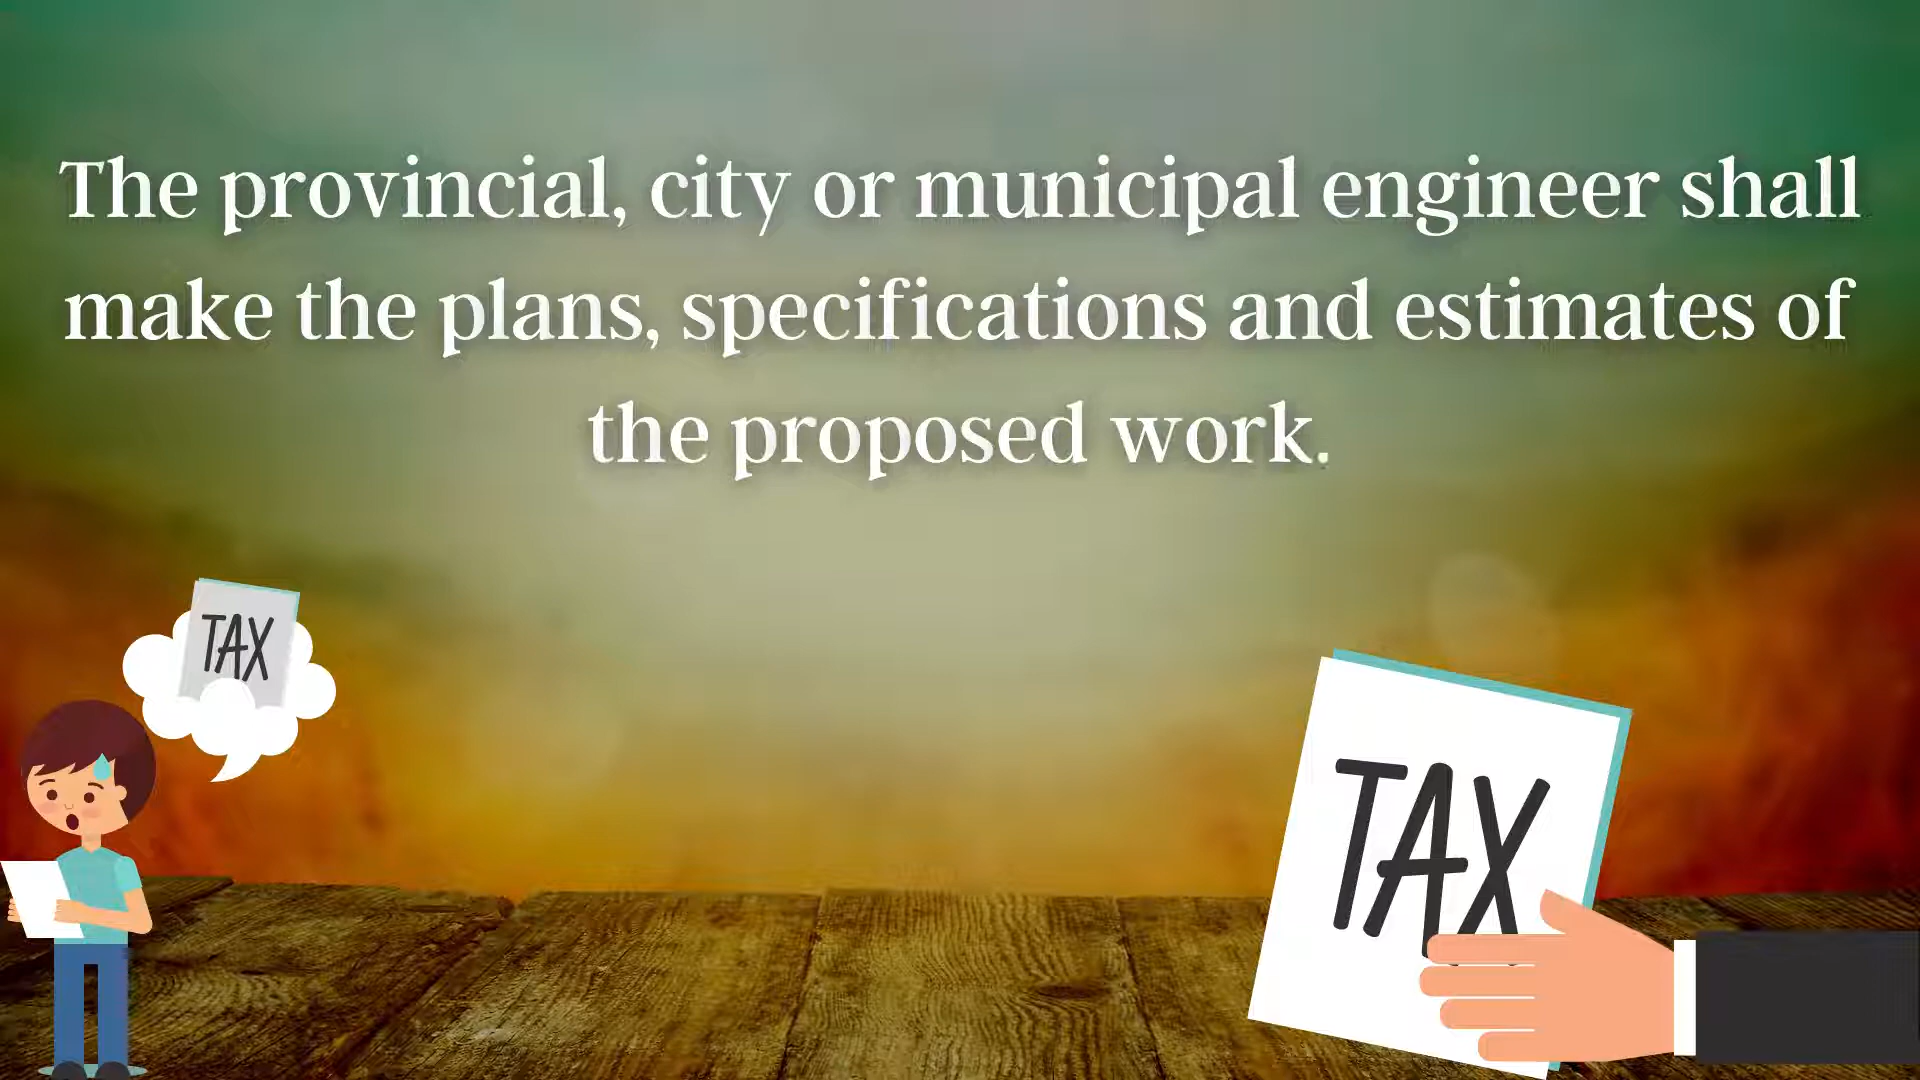 The provincial, city or municipal engineer shall
make the plans, specifications and estimates of
the proposed work.
TAX
TAX